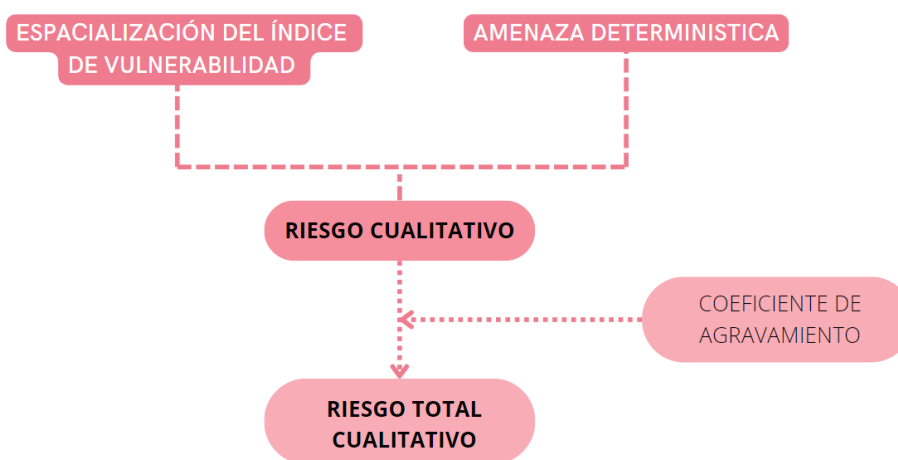 ESPACIALIZACIÓN DEL ÍNDICE
DE VULNERABILIDAD
AMENAZA DETERMINISTICA
RIESGO CUALITATIVO
COEFICIENTE DE
AGRAVAMIENTO
RIESGO TOTAL
CUALITATIVO